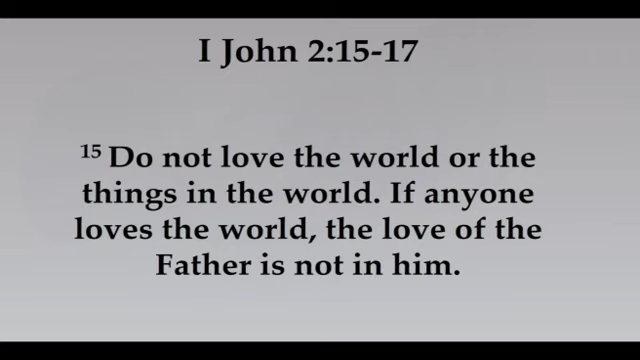 I John 2:15-17
15 Do not love the world or the
things in the world. If anyone
loves the world, the love of the
Father is not in him.